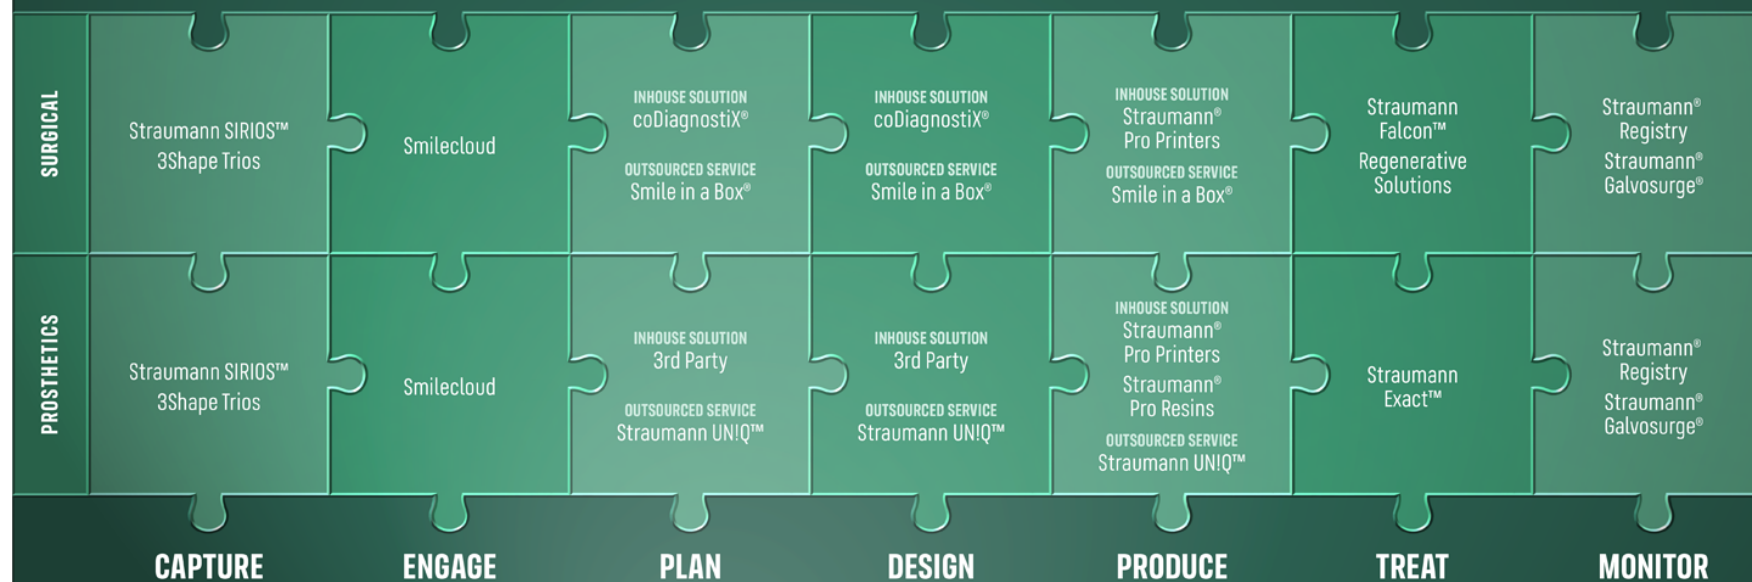 SURGICAL
Straumann SIRIOS™
3Shape Trios
Smilecloud
INHOUSE SOLUTION
coDiagnostiX®
OUTSOURCED SERVICE
Smile in a Box®
INHOUSE SOLUTION
coDiagnostiX®
OUTSOURCED SERVICE
Smile in a Box®
INHOUSE SOLUTION
Straumann®
Pro Printers
OUTSOURCED SERVICE
Smile in a Box®
Straumann
Falcon™
Regenerative
Solutions
Straumann®
Registry
Straumann®
Galvosurge®
PROSTHETICS
Straumann SIRIOS™
3Shape Trios
Smilecloud
INHOUSE SOLUTION
3rd Party
OUTSOURCED SERVICE
Straumann UN!Q™
INHOUSE SOLUTION
3rd Party
OUTSOURCED SERVICE
Straumann UN!Q™
INHOUSE SOLUTION
Straumann®
Pro Printers
Straumann®
Pro Resins
OUTSOURCED SERVICE
Straumann UN!Q™
Straumann
Exact™
Straumann®
Registry
Straumann®
Galvosurge®
CAPTURE
ENGAGE
PLAN
DESIGN
PRODUCE
TREAT
MONITOR